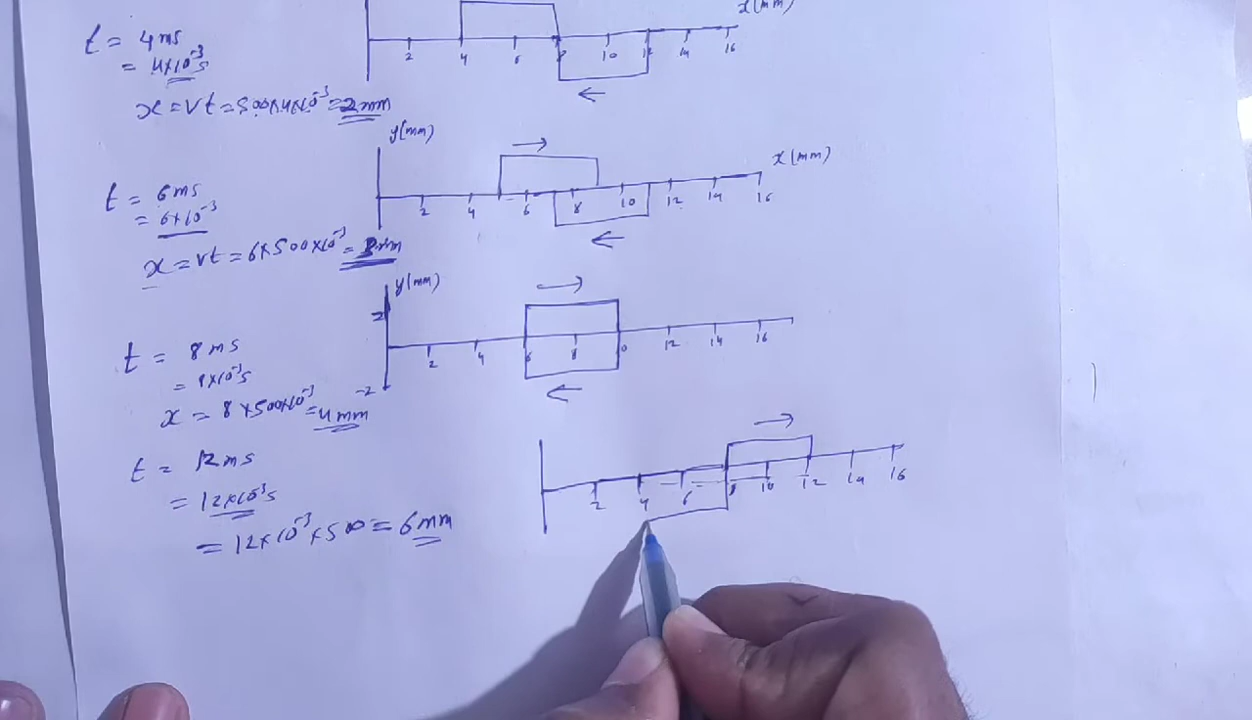 x(mm)
2 4 6 8 10 12 14 16
t = 4ms
= 4×10⁻³s
x = vt = 500×4×10⁻³ = 2mm
y(mm)
x(mm)
2 4 6 8 10 12 14 16
t = 6ms
= 6×10⁻³
x = vt = 6×500×10⁻³ = 3mm
y(mm)
2
2 4 6 8 10 12 14 16
-2
t = 8ms
= 8×10⁻³s
x = 8×500×10⁻³ = 4mm
t = 12ms
2 4 6 8 10 12 14 16
= 12×10⁻³s
= 12×10⁻³×500 = 6mm